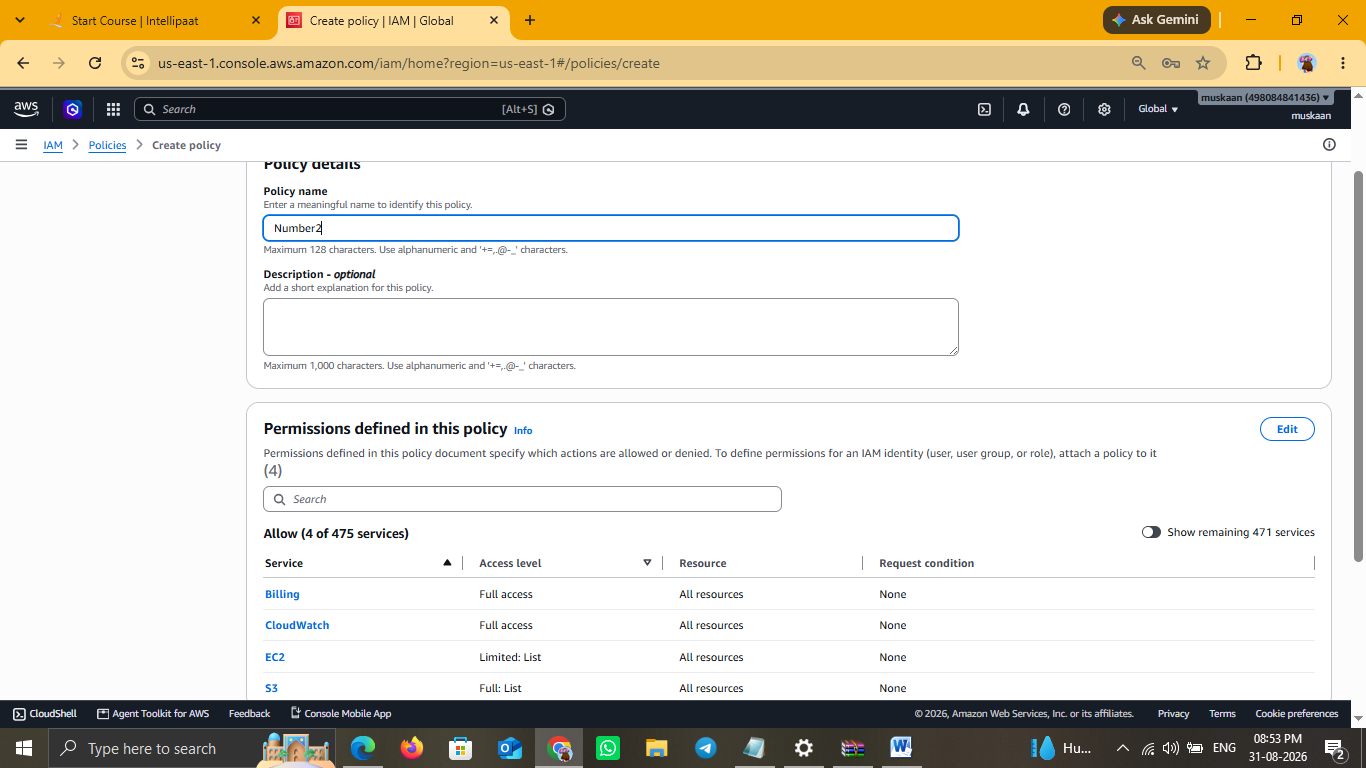 Start Course | Intellipaat
Create policy | IAM | Global
Ask Gemini
us-east-1.console.aws.amazon.com/iam/home?region=us-east-1#/policies/create
aws
Search
[Alt+S]
Global
muskaan (498084841436)
muskaan
IAM
Policies
Create policy
Policy details
Policy name
Enter a meaningful name to identify this policy.
Number2
Maximum 128 characters. Use alphanumeric and '+=,.@-_' characters.
Description - optional
Add a short explanation for this policy.
Maximum 1,000 characters. Use alphanumeric and '+=,.@-_' characters.
Permissions defined in this policy Info
Edit
Permissions defined in this policy document specify which actions are allowed or denied. To define permissions for an IAM identity (user, user group, or role), attach a policy to it
(4)
Search
Allow (4 of 475 services)
Show remaining 471 services
Service Access level Resource Request condition
Billing Full access All resources None
CloudWatch Full access All resources None
EC2 Limited: List All resources None
S3 Full: List All resources None
CloudShell Agent Toolkit for AWS Feedback Console Mobile App
© 2026, Amazon Web Services, Inc. or its affiliates. Privacy Terms Cookie preferences
Type here to search
Hu...
ENG
08:53 PM
31-08-2026
2